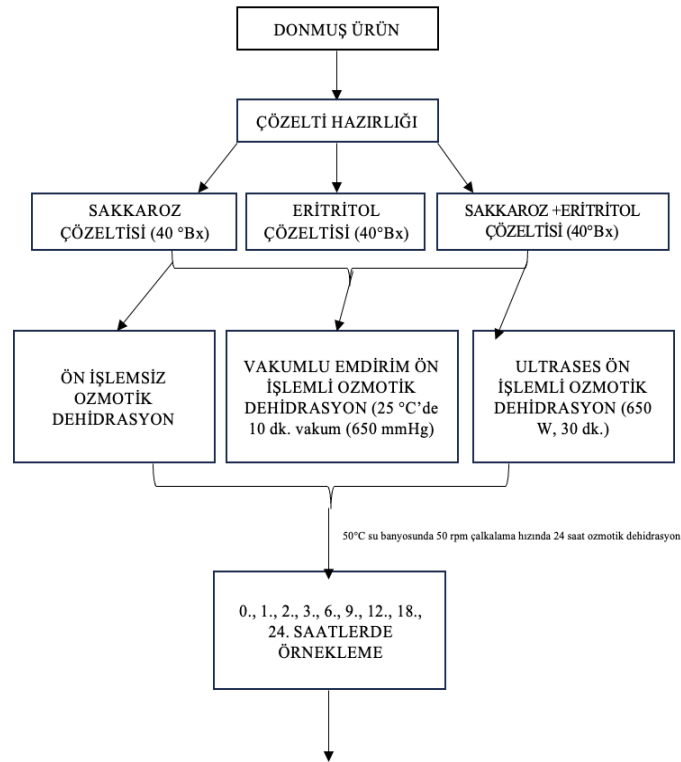 DONMUŞ ÜRÜN
ÇÖZELTİ HAZIRLIĞI
SAKKAROZ
ÇÖZELTİSİ (40 °Bx)
ERİTRİTOL
ÇÖZELTİSİ (40°Bx)
SAKKAROZ +ERİTRİTOL
ÇÖZELTİSİ (40°Bx)
ÖN İŞLEMSİZ
OZMOTİK
DEHİDRASYON
VAKUMLU EMDİRİM ÖN
İŞLEMLİ OZMOTİK
DEHİDRASYON (25 °C’de
10 dk. vakum (650 mmHg)
ULTRASES ÖN
İŞLEMLİ OZMOTİK
DEHİDRASYON (650
W, 30 dk.)
50°C su banyosunda 50 rpm çalkalama hızında 24 saat ozmotik dehidrasyon
0., 1., 2., 3., 6., 9., 12., 18.,
24. SAATLERDE
ÖRNEKLEME